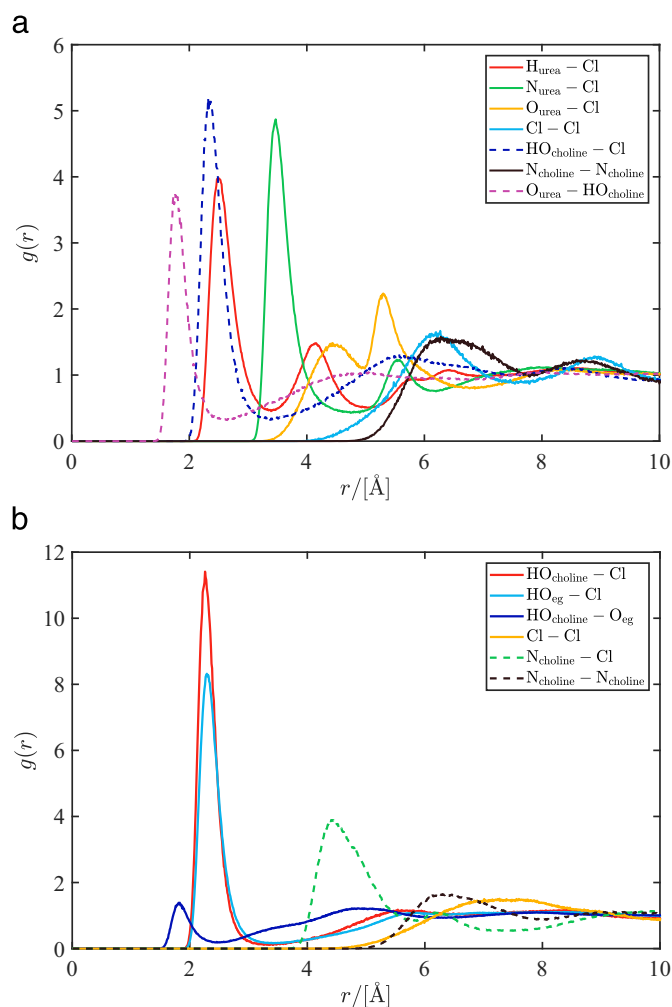 a
6
5
4
3
2
1
0
g(r)
H_urea − Cl
N_urea − Cl
O_urea − Cl
Cl − Cl
HO_choline − Cl
N_choline − N_choline
O_urea − HO_choline
0 2 4 6 8 10
r/[Å]
b
12
10
8
6
4
2
0
g(r)
HO_choline − Cl
HO_eg − Cl
HO_choline − O_eg
Cl − Cl
N_choline − Cl
N_choline − N_choline
0 2 4 6 8 10
r/[Å]